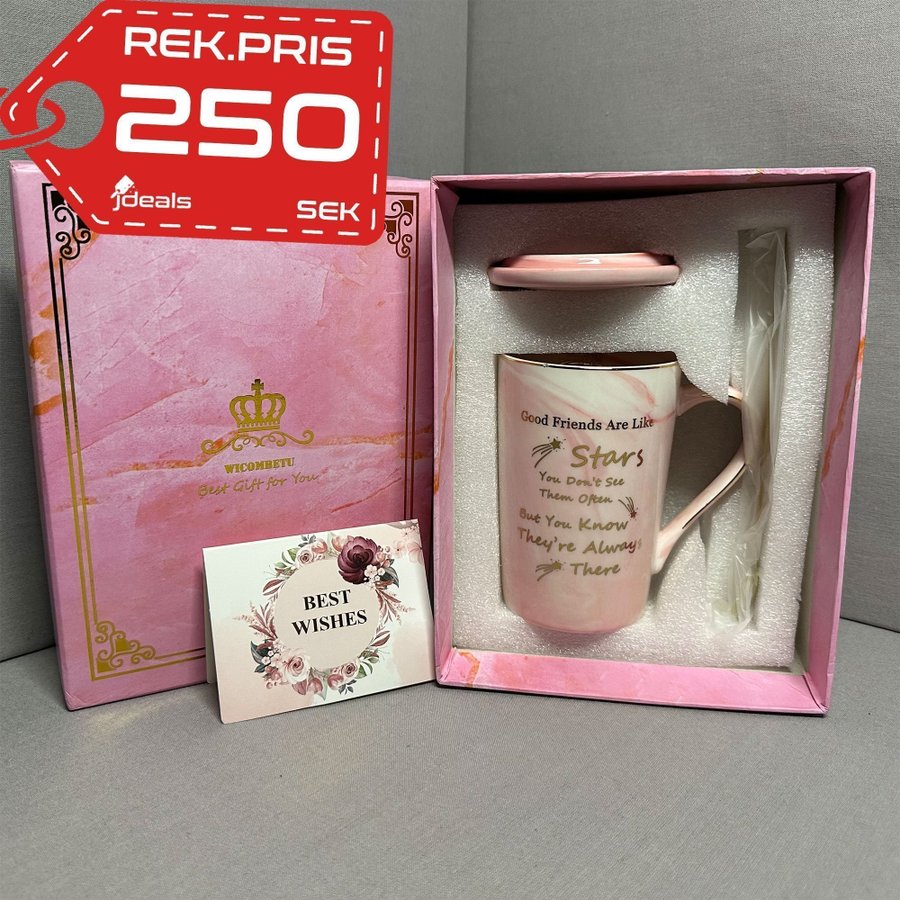 REK.PRIS
250
jdeals
SEK
WICOMBETU
Best Gift for You
BEST
WISHES
Good Friends Are Like
Stars
You Don't See
Them Often
But You Know
They're Always
There